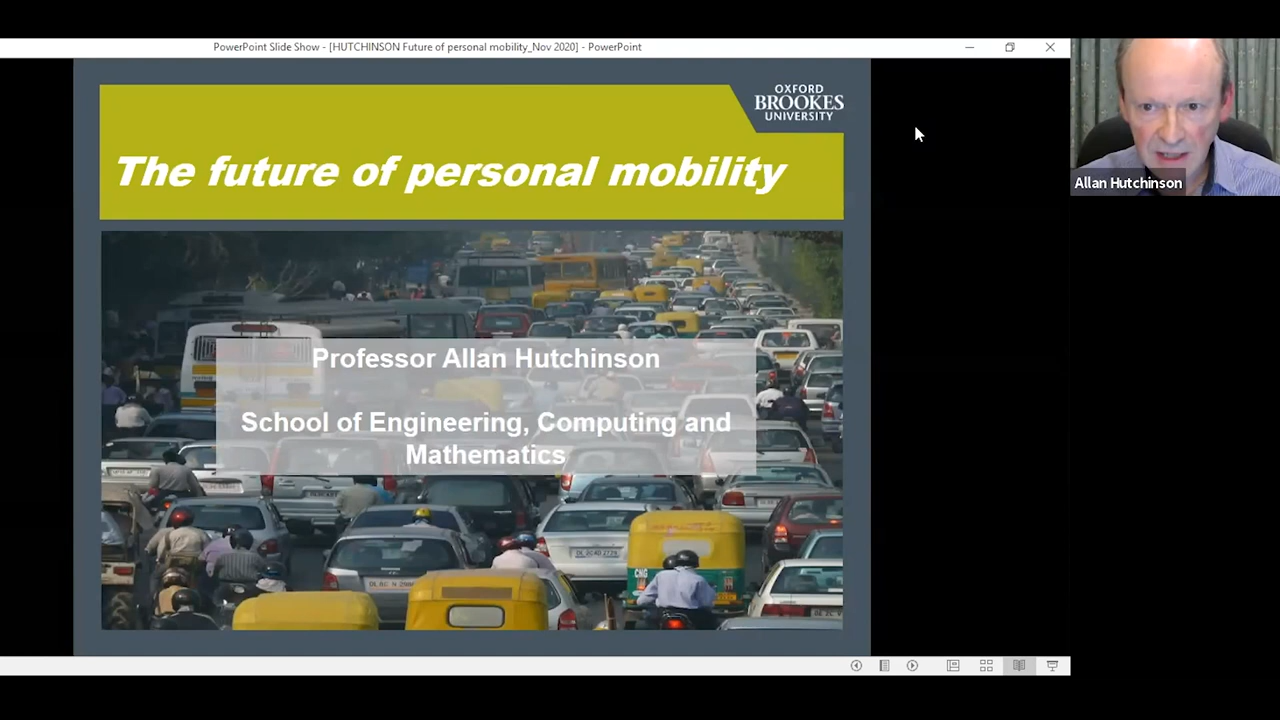 PowerPoint Slide Show - [HUTCHINSON Future of personal mobility_Nov 2020] - PowerPoint
OXFORD
BROOKES
UNIVERSITY
The future of personal mobility
Allan Hutchinson
Professor Allan Hutchinson
School of Engineering, Computing and
Mathematics
CNG